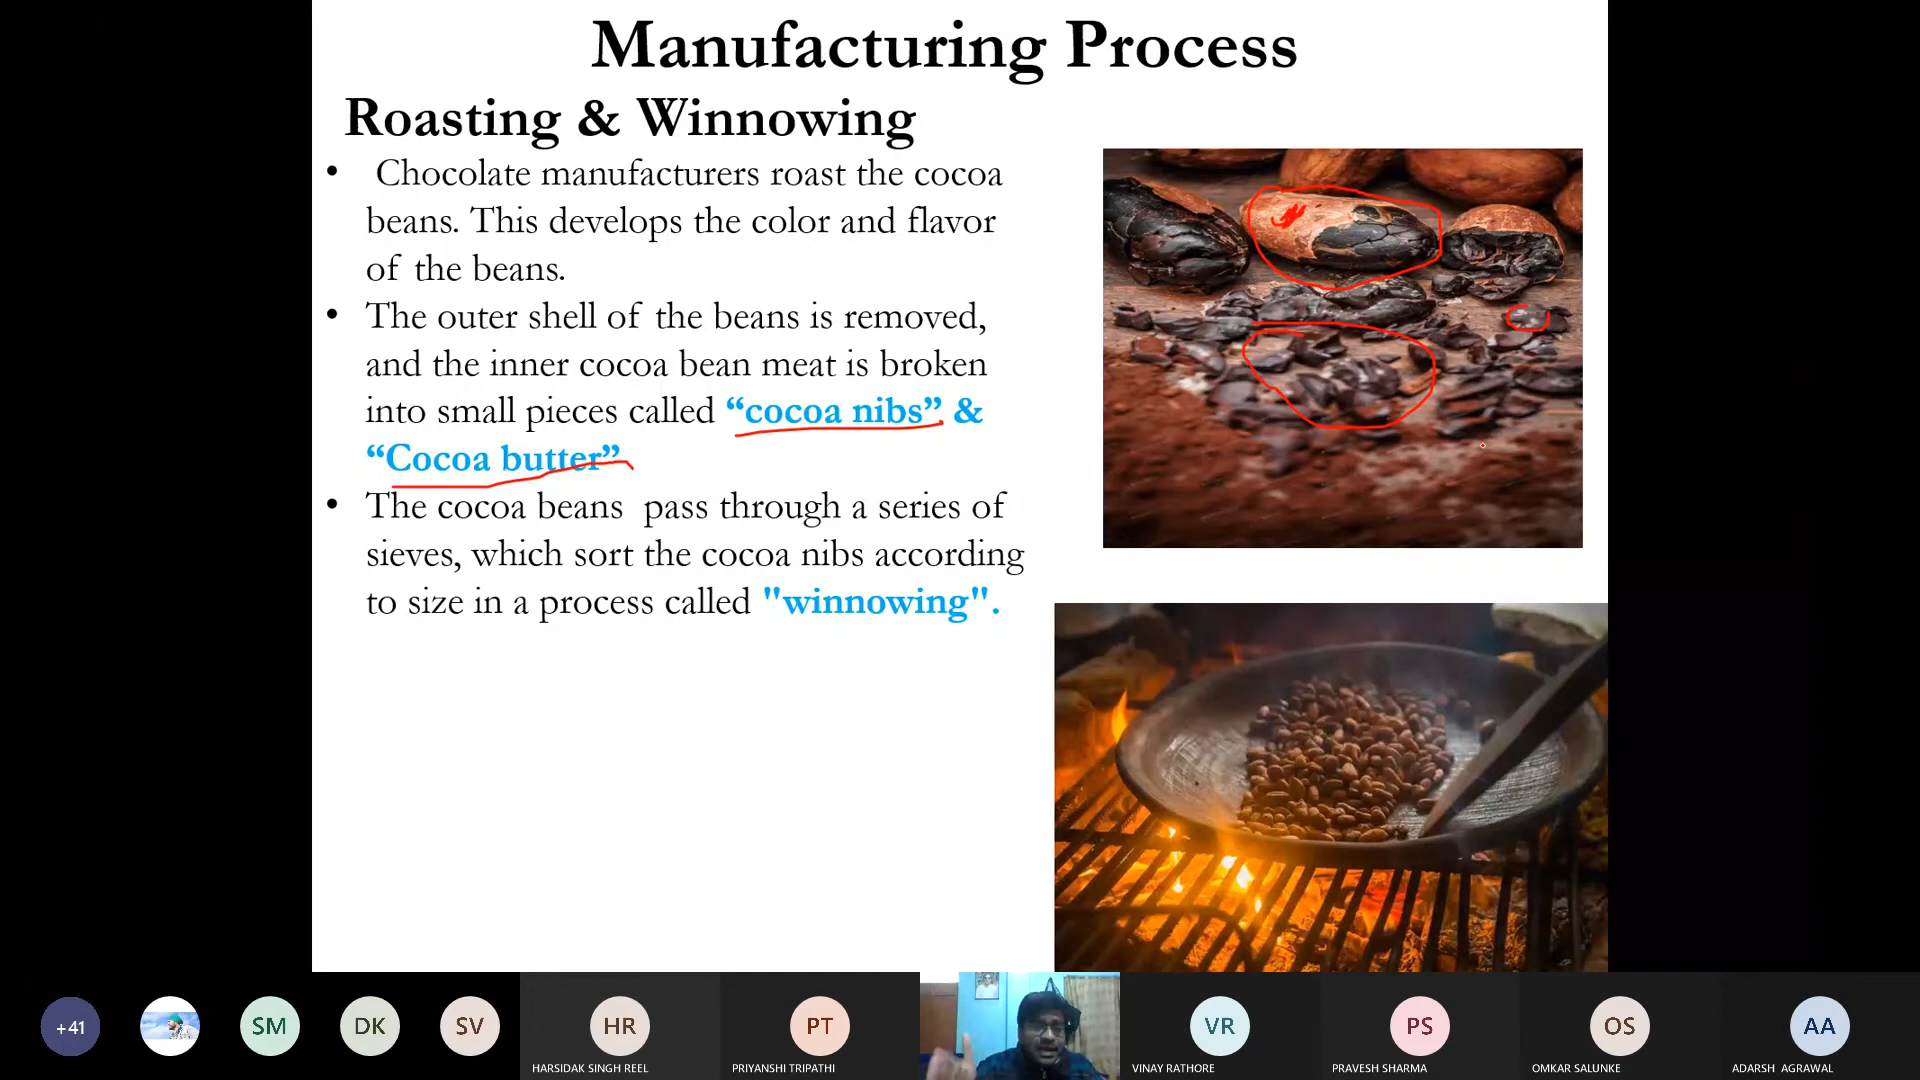 Manufacturing Process
Roasting & Winnowing
• Chocolate manufacturers roast the cocoa
beans. This develops the color and flavor
of the beans.
• The outer shell of the beans is removed,
and the inner cocoa bean meat is broken
into small pieces called “cocoa nibs” &
“Cocoa butter”
• The cocoa beans pass through a series of
sieves, which sort the cocoa nibs according
to size in a process called "winnowing".
+41
SM
DK
SV
HR
PT
VR
PS
OS
AA
HARSIDAK SINGH REEL
PRIYANSHI TRIPATHI
VINAY RATHORE
PRAVESH SHARMA
OMKAR SALUNKE
ADARSH AGRAWAL